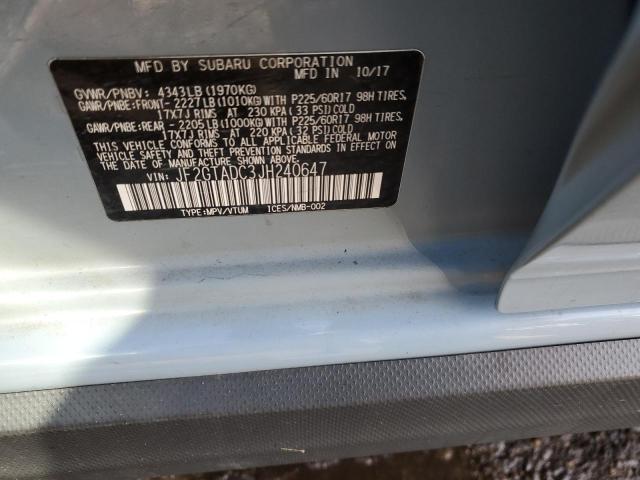 MFD BY SUBARU CORPORATION
MFD IN 10/17
GVWR/PNBV: 4343LB (1970KG)
GAWR/PNBE: FRONT- 2227LB (1010KG) WITH P225/60R17 98H TIRES,
17X7J RIMS AT 230 KPA (33 PSI) COLD
GAWR/PNBE: REAR - 2205LB (1000KG) WITH P225/60R17 98H TIRES,
17X7J RIMS AT 220 KPA (32 PSI) COLD
THIS VEHICLE CONFORMS TO ALL APPLICABLE FEDERAL MOTOR
VEHICLE SAFETY, BUMPER, AND THEFT PREVENTION STANDARDS IN EFFECT ON
THE DATE OF MANUFACTURE SHOWN ABOVE.
VIN: JF2GTADC3JH240647
TYPE: MPV/VTUM ICES/NMB-002